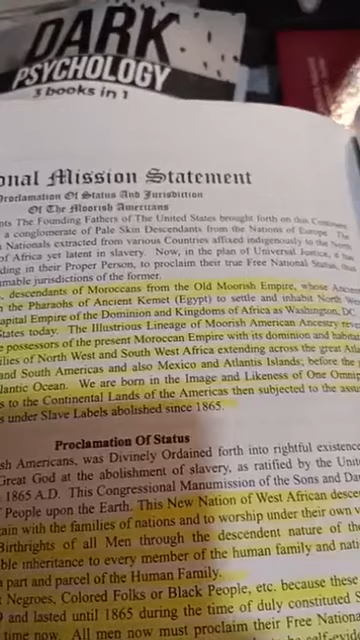 DARK
PSYCHOLOGY
3 books in 1
onal Mission Statement
Proclamation Of Status And Jurisdiction
Of The Moorish Americans
nts The Founding Fathers of The United States brought forth on this Continent
a conglomerate of Pale Skin Descendants from the Nations of Europe. The
n Nationals extracted from various Countries affixed indigenously to the North
of Africa yet latent in slavery. Now, in the plan of Universal Justice, it has
ding in their Proper Person, to proclaim their true Free National Status,
mable jurisdictions of the former.
descendants of Moroccans from the Old Moorish Empire, whose Ancient
m the Pharaohs of Ancient Kemet (Egypt) to settle and inhabit North West
apital Empire of the Dominion and Kingdoms of Africa as Washington, DC
States today. The Illustrious Lineage of Moorish American Ancestry
e possessors of the present Moroccan Empire with its dominion and
ilies of North West and South West Africa extending across the great
and South Americas and also Mexico and Atlantis Islands; before the
lantic Ocean. We are born in the Image and Likeness of One
s to the Continental Lands of the Americas then subjected to the
s under Slave Labels abolished since 1865.
Proclamation Of Status
sh Americans, was Divinely Ordained forth into rightful existence
Great God at the abolishment of slavery, as ratified by the
1865 A.D. This Congressional Manumission of the Sons and
People upon the Earth. This New Nation of West African
ain with the families of nations and to worship under their own
Birthrights of all Men through the descendent nature of the
ble inheritance to every member of the human family and
a part and parcel of the Human Family.
t Negroes, Colored Folks or Black People, etc. because these
9 and lasted until 1865 during the time of duly constituted
time now. All men now must proclaim their Free